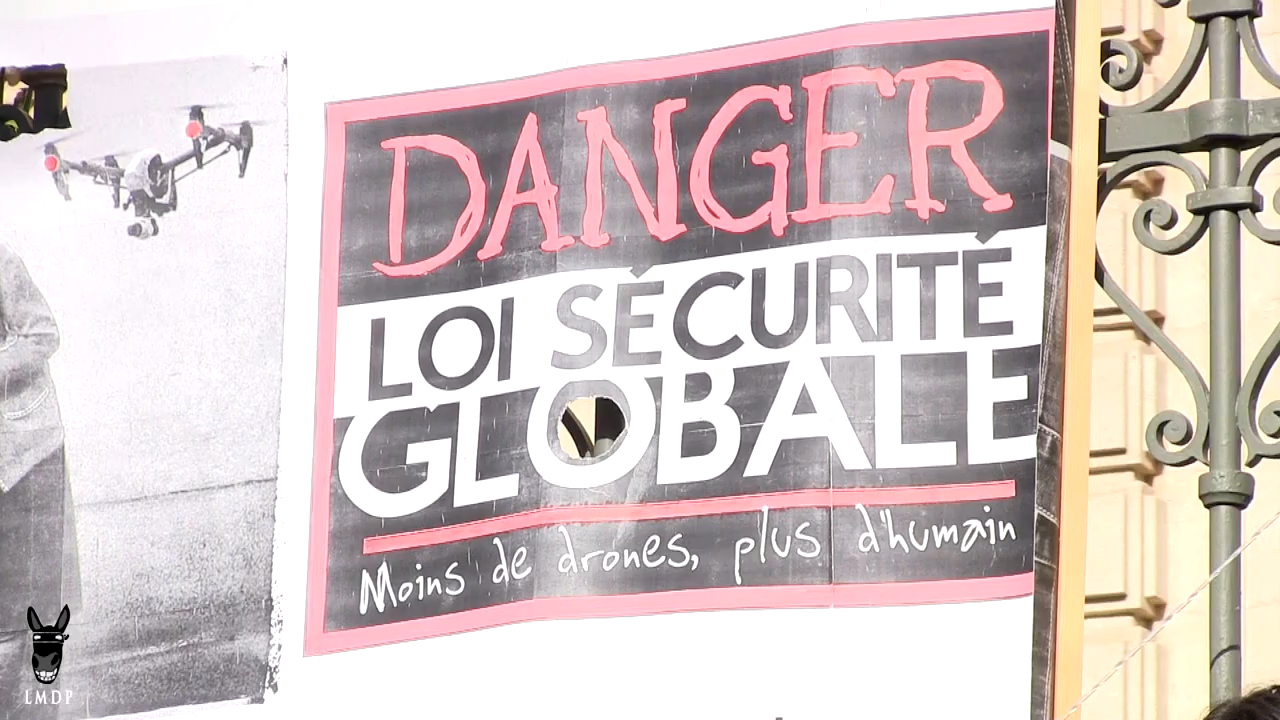 DANGER
LOI SÉCURITÉ
GLOBALE
Moins de drones, plus d'humain
LMDP